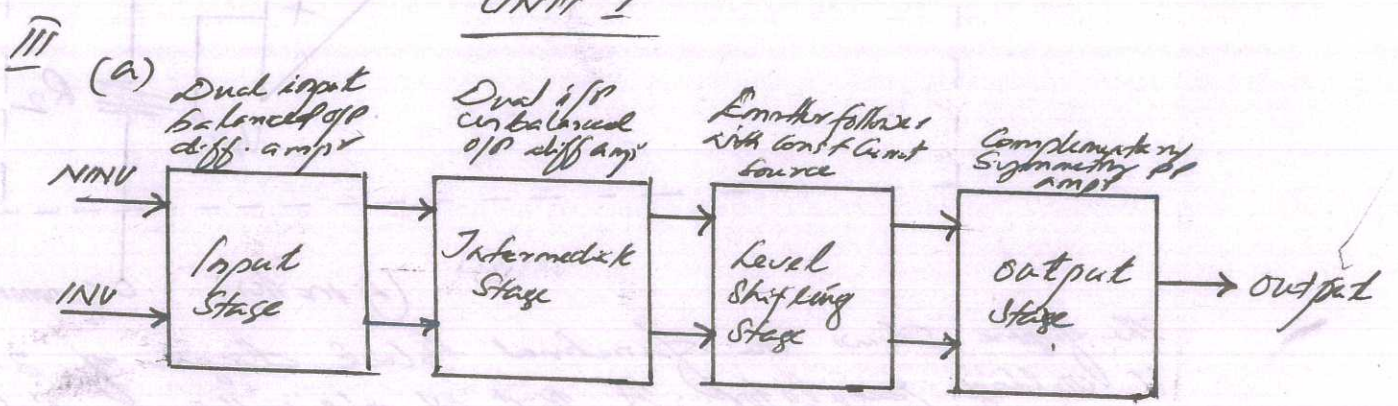 UNIT I
III (a)
Dual input
balanced o/p
diff. ampr
Dual i/p
unbalanced
o/p diff ampr
Emitter follower
with const Current
Source
Complementary
Symmetry pp
ampr
NINV
INV
Input
Stage
Intermediate
Stage
Level
Shifting
Stage
output
Stage
output